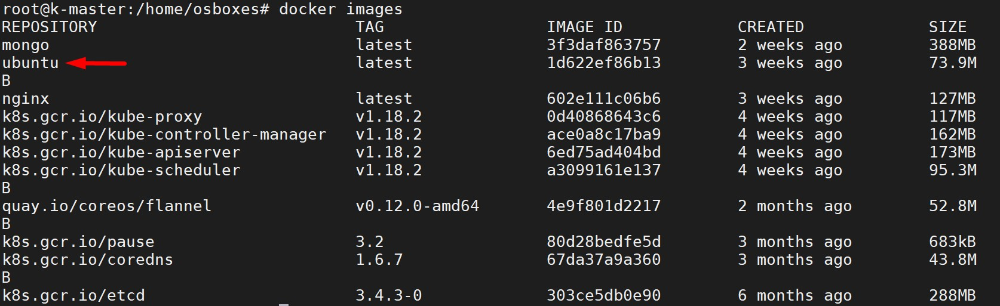 root@k-master:/home/osboxes# docker images
REPOSITORY TAG IMAGE ID CREATED SIZE
mongo latest 3f3daf863757 2 weeks ago 388MB
ubuntu latest 1d622ef86b13 3 weeks ago 73.9M
B
nginx latest 602e111c06b6 3 weeks ago 127MB
k8s.gcr.io/kube-proxy v1.18.2 0d40868643c6 4 weeks ago 117MB
k8s.gcr.io/kube-controller-manager v1.18.2 ace0a8c17ba9 4 weeks ago 162MB
k8s.gcr.io/kube-apiserver v1.18.2 6ed75ad404bd 4 weeks ago 173MB
k8s.gcr.io/kube-scheduler v1.18.2 a3099161e137 4 weeks ago 95.3M
B
quay.io/coreos/flannel v0.12.0-amd64 4e9f801d2217 2 months ago 52.8M
B
k8s.gcr.io/pause 3.2 80d28bedfe5d 3 months ago 683kB
k8s.gcr.io/coredns 1.6.7 67da37a9a360 3 months ago 43.8M
B
k8s.gcr.io/etcd 3.4.3-0 303ce5db0e90 6 months ago 288MB